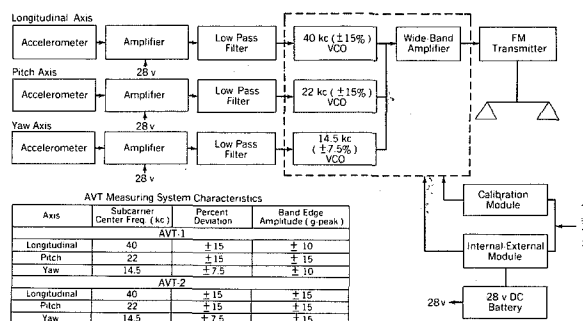 Longitudinal Axis
Accelerometer
Amplifier
Low Pass
Filter
40 kc (±15%)
VCO
Wide-Band
Amplifier
FM
Transmitter
28 v
Pitch Axis
Accelerometer
Amplifier
Low Pass
Filter
22 kc (±15%)
VCO
28 v
Yaw Axis
Accelerometer
Amplifier
Low Pass
Filter
14.5 kc
(±7.5%)
VCO
28 v
AVT Measuring System Characteristics
Axis Subcarrier Center Freq. (kc) Percent Deviation Band Edge Amplitude (g-peak)
AVT-1
Longitudinal 40 ±15 ±10
Pitch 22 ±15 ±15
Yaw 14.5 ±7.5 ±10
AVT-2
Longitudinal 40 ±15 ±15
Pitch 22 ±15 ±15
Yaw 14.5 ±7.5 ±15
Calibration
Module
Internal-External
Module
28 v
28 v DC
Battery